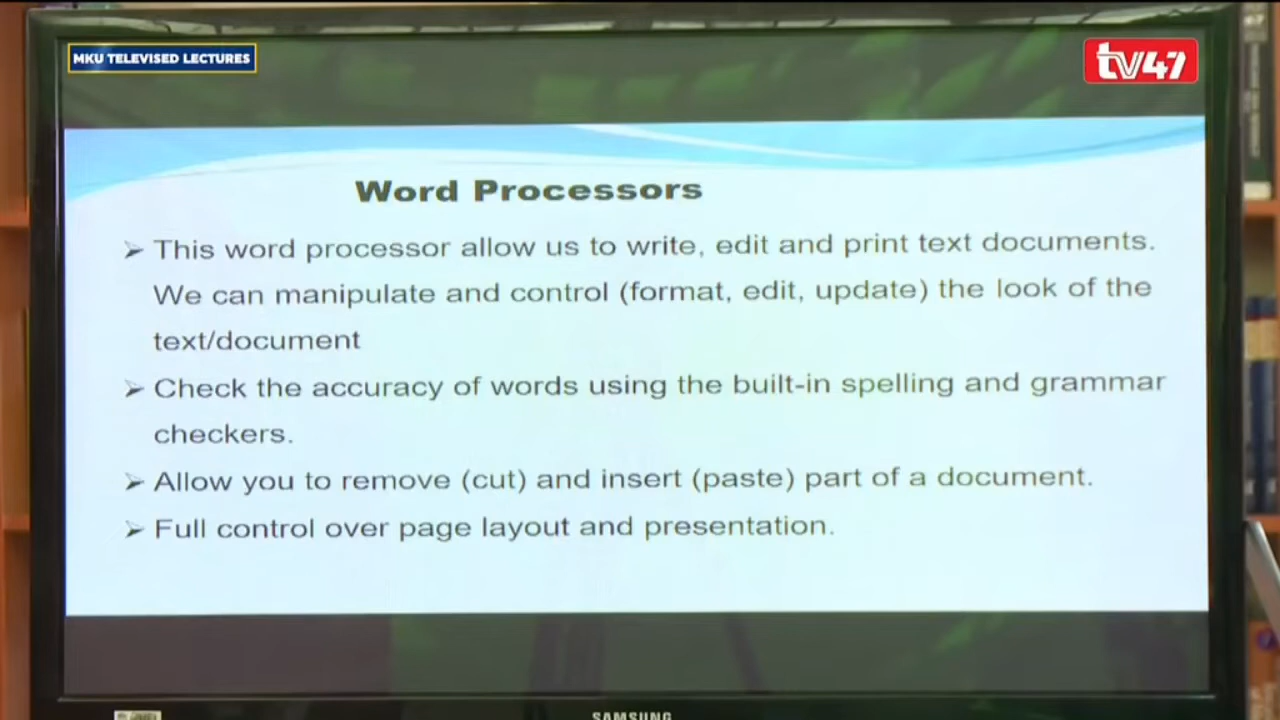 MKU TELEVISED LECTURES
tv47
Word Processors
➢ This word processor allow us to write, edit and print text documents.
We can manipulate and control (format, edit, update) the look of the
text/document
➢ Check the accuracy of words using the built-in spelling and grammar
checkers.
➢ Allow you to remove (cut) and insert (paste) part of a document.
➢ Full control over page layout and presentation.
SAMSUNG